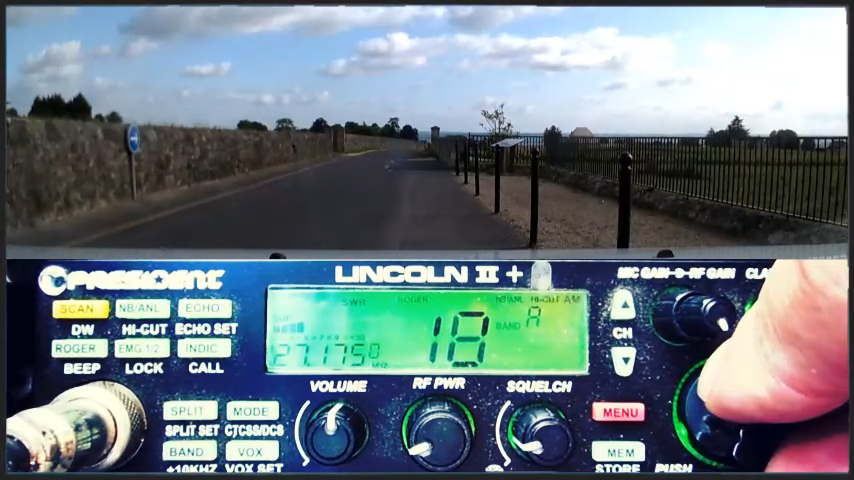 PRESIDENT
LINCOLN II +
MIC GAIN RF GAIN
SCAN NB/ANL ECHO
DW HI-CUT ECHO SET
ROGER EMG.1/2 INDIC
BEEP LOCK CALL
SWR ROGER NB/ANL HI-CUT AM
18 BAND A
27.1750 MHz
CH
VOLUME RF PWR SQUELCH
SPLIT MODE
SPLIT SET CTCSS/DCS
BAND VOX
+10KHZ VOX SET
MENU
MEM
STORE PUSH